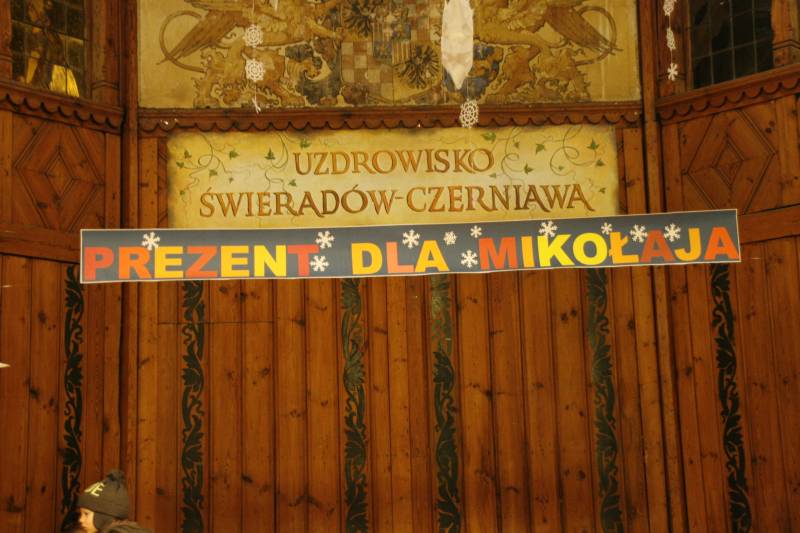 UZDROWISKO
ŚWIERADÓW-CZERNIAWA
PREZENT DLA MIKOŁAJA